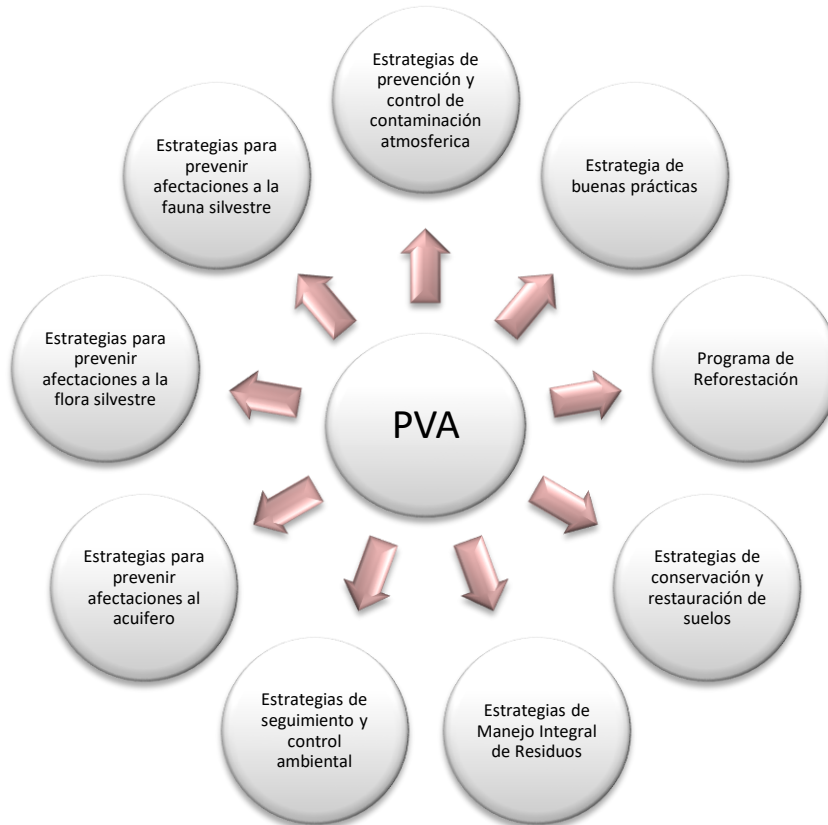 Estrategias de
prevención y
control de
contaminación
atmosferica
Estrategia de
buenas prácticas
Programa de
Reforestación
Estrategias de
conservación y
restauración de
suelos
Estrategias de
Manejo Integral
de Residuos
Estrategias de
seguimiento y
control
ambiental
Estrategias para
prevenir
afectaciones al
acuifero
Estrategias para
prevenir
afectaciones a la
flora silvestre
Estrategias para
prevenir
afectaciones a la
fauna silvestre
PVA